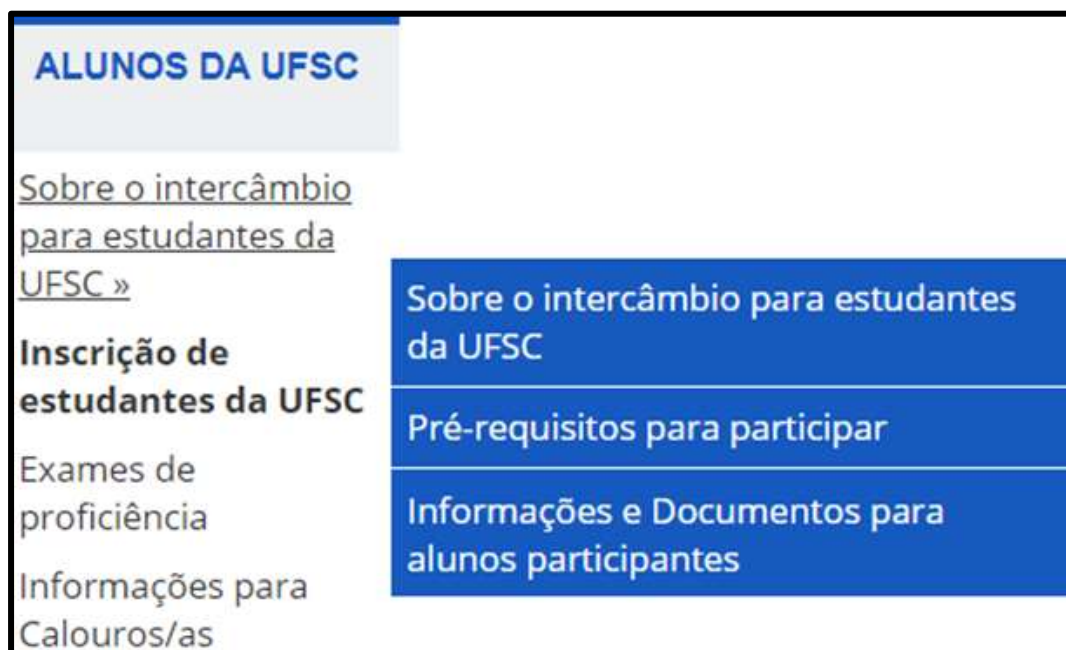 ALUNOS DA UFSC
Sobre o intercâmbio
para estudantes da
UFSC »
Inscrição de
estudantes da UFSC
Exames de
proficiência
Informações para
Calouros/as
Sobre o intercâmbio para estudantes
da UFSC
Pré-requisitos para participar
Informações e Documentos para
alunos participantes